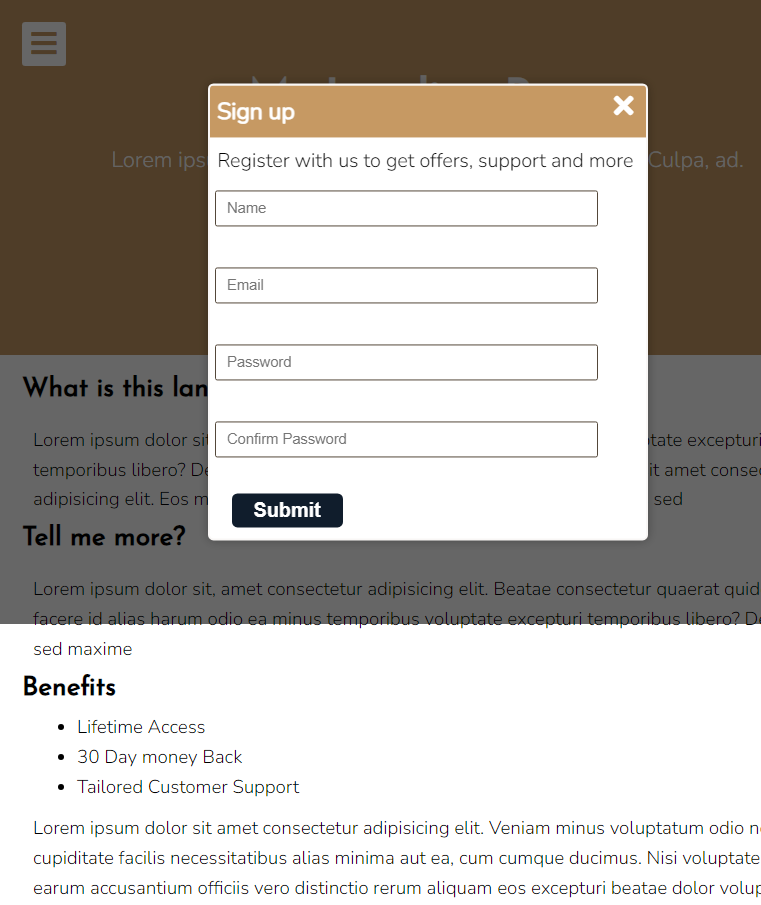 Sign up
Lorem ips
Register with us to get offers, support and more
Culpa, ad.
Name
Email
Password
What is this lan
Confirm Password
Lorem ipsum dolor si
tate excepturi
temporibus libero? De
it amet conse
adipisicing elit. Eos m
sed
Submit
Tell me more?
Lorem ipsum dolor sit, amet consectetur adipisicing elit. Beatae consectetur quaerat quid
facere id alias harum odio ea minus temporibus voluptate excepturi temporibus libero? De
sed maxime
Benefits
Lifetime Access
30 Day money Back
Tailored Customer Support
Lorem ipsum dolor sit amet consectetur adipisicing elit. Veniam minus voluptatum odio n
cupiditate facilis necessitatibus alias minima aut ea, cum cumque ducimus. Nisi voluptate
earum accusantium officiis vero distinctio rerum aliquam eos excepturi beatae dolor volup